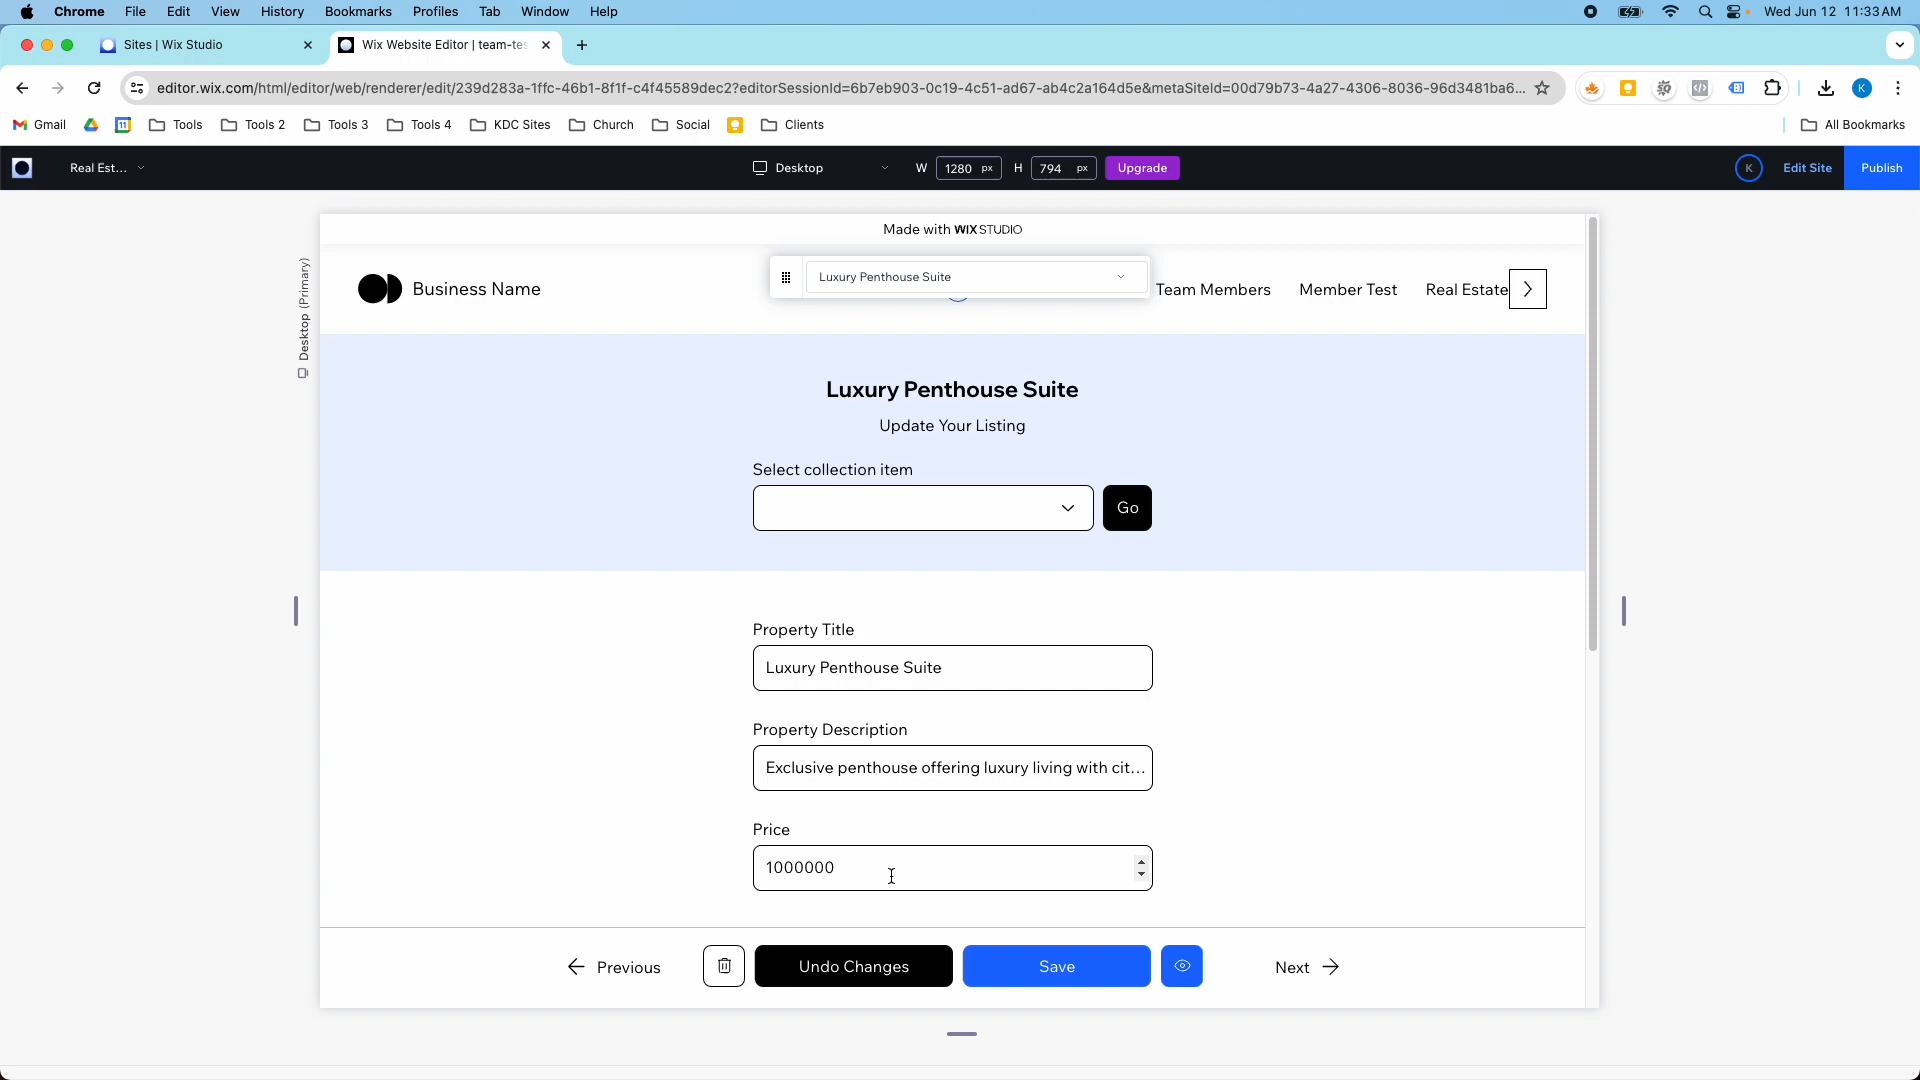 Chrome File Edit View History Bookmarks Profiles Tab Window Help Wed Jun 12 11:33 AM
Sites | Wix Studio Wix Website Editor | team-tes
editor.wix.com/html/editor/web/renderer/edit/239d283a-1ffc-46b1-8f1f-c4f45589dec2?editorSessionId=6b7eb903-0c19-4c51-ad67-ab4c2a164d5e&metaSiteId=00d79b73-4a27-4306-8036-96d3481ba6... K
Gmail Tools Tools 2 Tools 3 Tools 4 KDC Sites Church Social Clients All Bookmarks
Real Est... Desktop W 1280 px H 794 px Upgrade K Edit Site Publish
Made with WIX STUDIO
Desktop (Primary)
Luxury Penthouse Suite
Business Name Team Members Member Test Real Estate
Luxury Penthouse Suite
Update Your Listing
Select collection item
Go
Property Title
Luxury Penthouse Suite
Property Description
Exclusive penthouse offering luxury living with cit...
Price
1000000
Previous Undo Changes Save Next